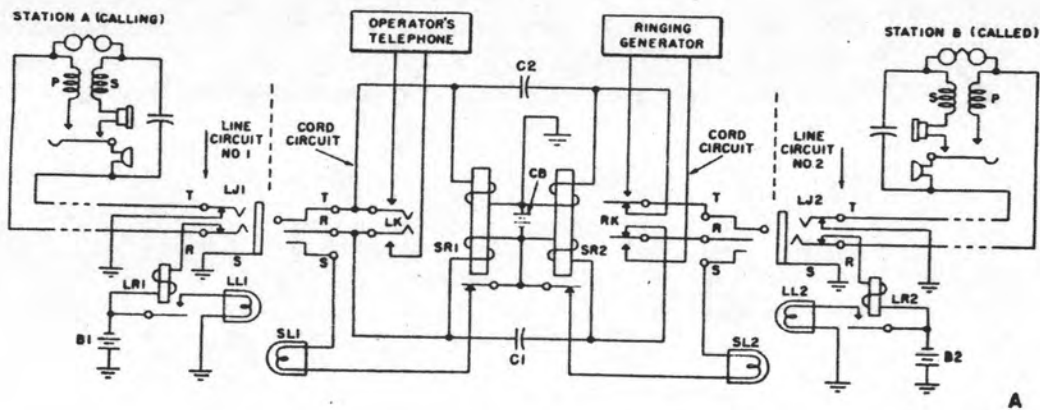 STATION A (CALLING)
OPERATOR'S
TELEPHONE
RINGING
GENERATOR
STATION B (CALLED)
P
S
C2
S
P
LINE
CIRCUIT
NO 1
CORD
CIRCUIT
CB
CORD
CIRCUIT
LINE
CIRCUIT
NO. 2
LJ1
T
R
S
T
R
S
LK
SR1
SR2
RK
T
R
S
LJ2
T
R
S
LR1
LL1
LL2
LR2
B1
SL1
C1
SL2
B2
A